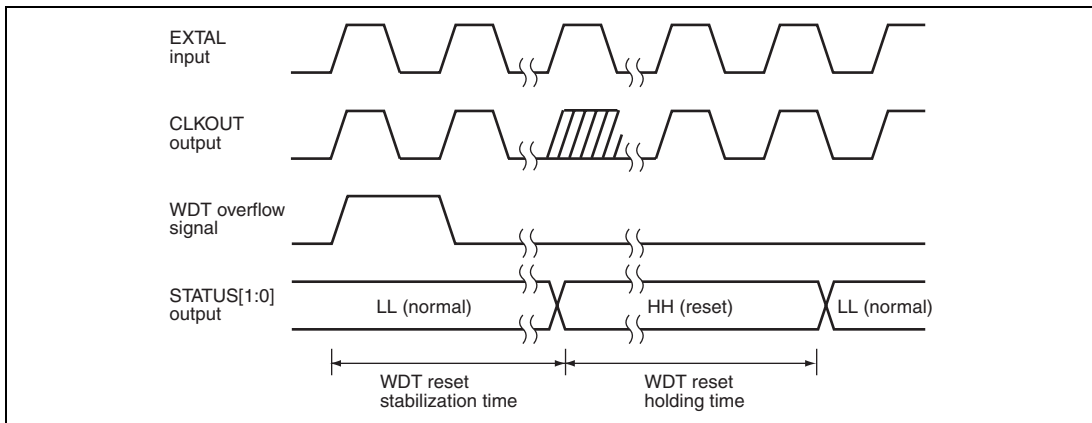 EXTAL
input
CLKOUT
output
WDT overflow
signal
STATUS[1:0]
output
LL (normal)
HH (reset)
LL (normal)
WDT reset
stabilization time
WDT reset
holding time